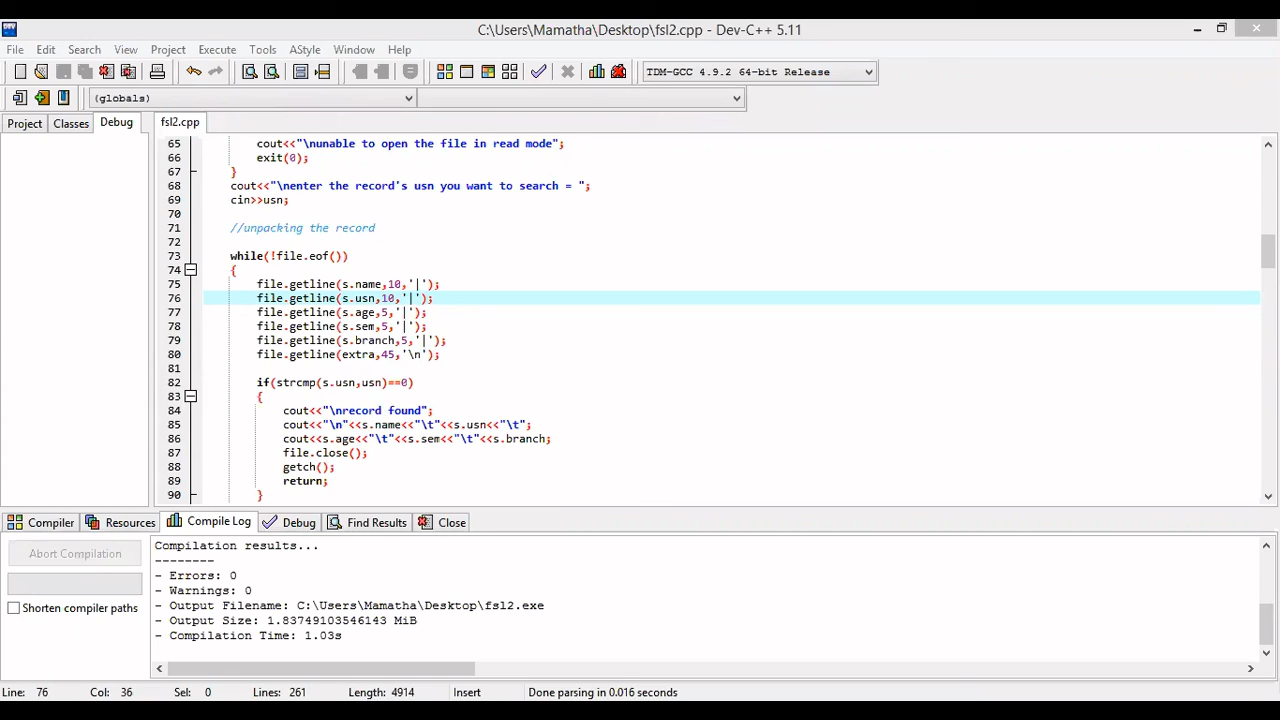 C:\Users\Mamatha\Desktop\fsl2.cpp - Dev-C++ 5.11
File Edit Search View Project Execute Tools AStyle Window Help
TDM-GCC 4.9.2 64-bit Release
(globals)
Project Classes Debug fsl2.cpp
65 cout<<"\nunable to open the file in read mode";
66 exit(0);
67 }
68 cout<<"\nenter the record's usn you want to search = ";
69 cin>>usn;
70
71 //unpacking the record
72
73 while(!file.eof())
74 {
75 file.getline(s.name,10,'|');
76 file.getline(s.usn,10,'|');
77 file.getline(s.age,5,'|');
78 file.getline(s.sem,5,'|');
79 file.getline(s.branch,5,'|');
80 file.getline(extra,45,'\n');
81
82 if(strcmp(s.usn,usn)==0)
83 {
84 cout<<"\nrecord found";
85 cout<<"\n"<<s.name<<"\t"<<s.usn<<"\t";
86 cout<<s.age<<"\t"<<s.sem<<"\t"<<s.branch;
87 file.close();
88 getch();
89 return;
90 }
Compiler Resources Compile Log Debug Find Results Close
Abort Compilation
Shorten compiler paths
Compilation results...
--------
- Errors: 0
- Warnings: 0
- Output Filename: C:\Users\Mamatha\Desktop\fsl2.exe
- Output Size: 1.83749103546143 MiB
- Compilation Time: 1.03s
Line: 76 Col: 36 Sel: 0 Lines: 261 Length: 4914 Insert Done parsing in 0.016 seconds